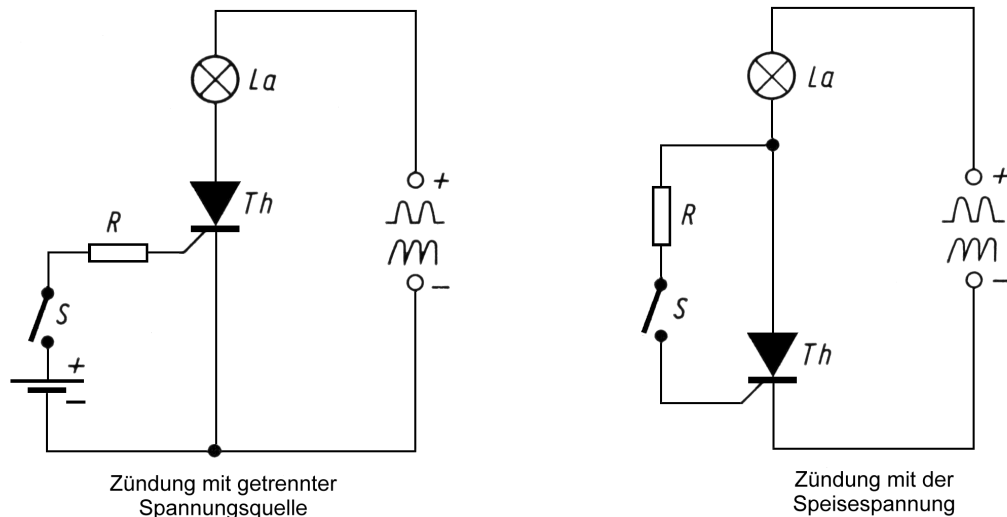 La
Th
R
S
+
−
+
−
Zündung mit getrennter
Spannungsquelle
La
R
S
Th
+
−
Zündung mit der
Speisespannung